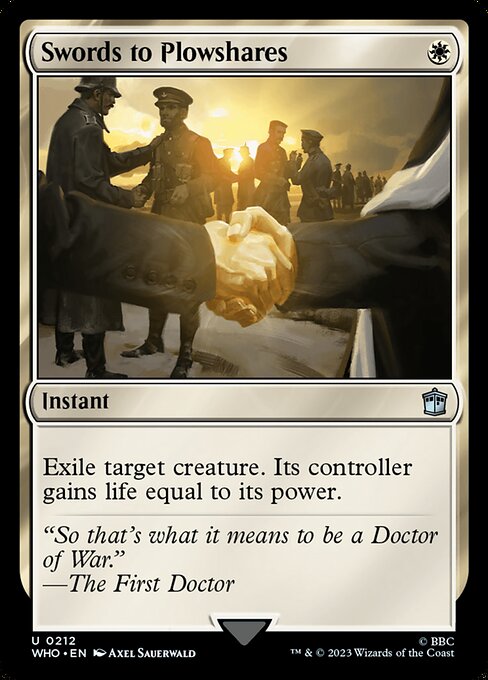 Swords to Plowshares
Instant
Exile target creature. Its controller
gains life equal to its power.
“So that’s what it means to be a Doctor
of War.”
—The First Doctor
U 0212
© BBC
WHO • EN Axel Sauerwald
™ & © 2023 Wizards of the Coast